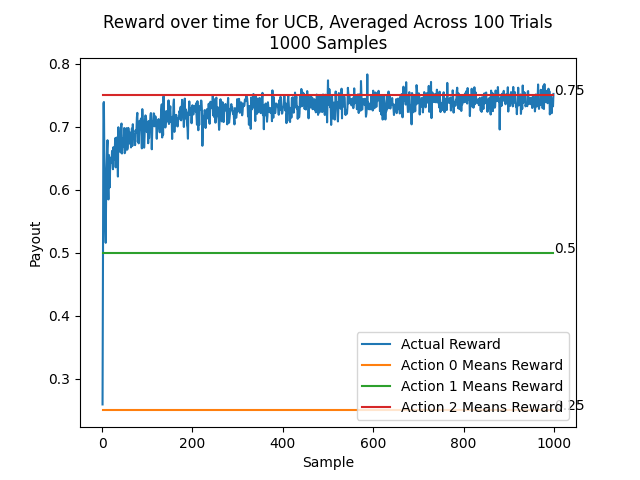 Reward over time for UCB, Averaged Across 100 Trials
1000 Samples
0.8
0.7
0.6
0.5
0.4
0.3
Payout
0.75
0.5
25
Actual Reward
Action 0 Means Reward
Action 1 Means Reward
Action 2 Means Reward
0
200
400
600
800
1000
Sample